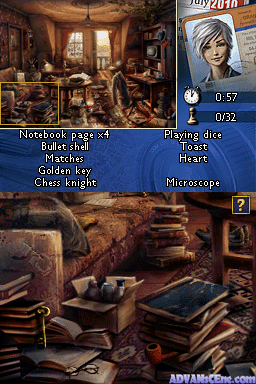 July 2010
0:57
0/32
Notebook page x4
Playing dice
Bullet shell
Toast
Matches
Heart
Golden key
Chess knight
Microscope
?
ADVANsCEne.com